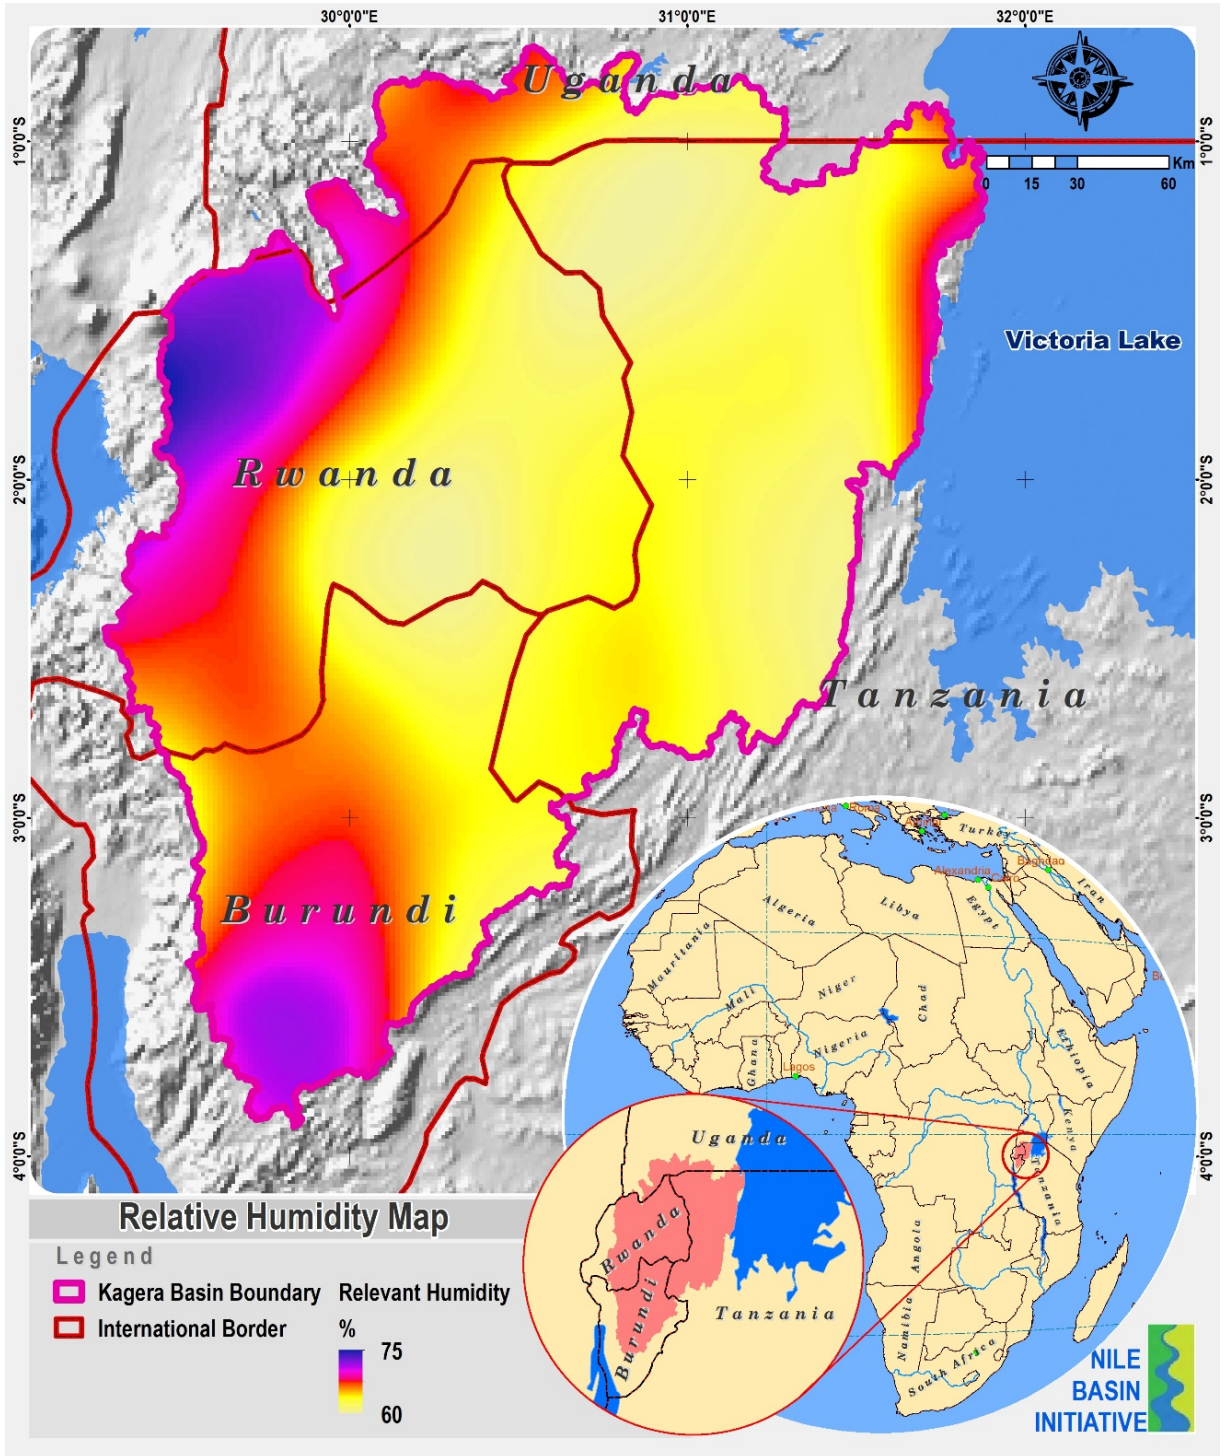 30°0'0"E 31°0'0"E 32°0'0"E
Uganda
1°0'0"S
1°0'0"S
Km
0 15 30 60
Victoria Lake
Rwanda
2°0'0"S
2°0'0"S
Tanzania
3°0'0"S
3°0'0"S
Burundi
4°0'0"S
4°0'0"S
Roma
Turkey
Baghdad
Iran
Alexandria
Cairo
Algeria
Libya
Egypt
Mauritania
Mali
Niger
Chad
Nigeria
Ghana
Lagos
Ethiopia
Kenya
Tanzania
Angola
Namibia
South Africa
Uganda
Rwanda
Burundi
Tanzania
Relative Humidity Map
Legend
Kagera Basin Boundary
International Border
Relevant Humidity
%
75
60
NILE
BASIN
INITIATIVE